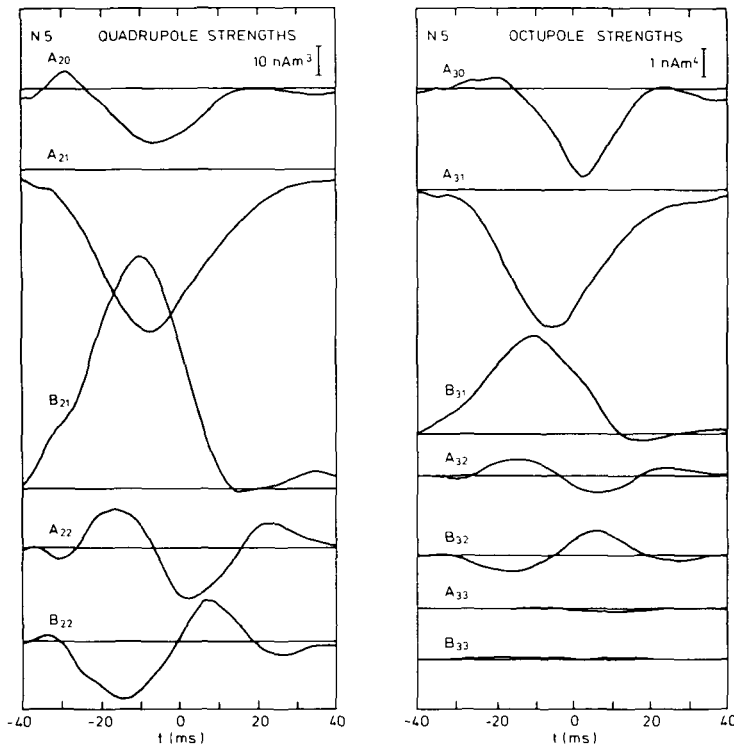 N5 QUADRUPOLE STRENGTHS
10 nAm³
A₂₀
A₂₁
B₂₁
A₂₂
B₂₂
-40 -20 0 20 40
t (ms)
N5 OCTUPOLE STRENGTHS
1 nAm⁴
A₃₀
A₃₁
B₃₁
A₃₂
B₃₂
A₃₃
B₃₃
-40 -20 0 20 40
t (ms)